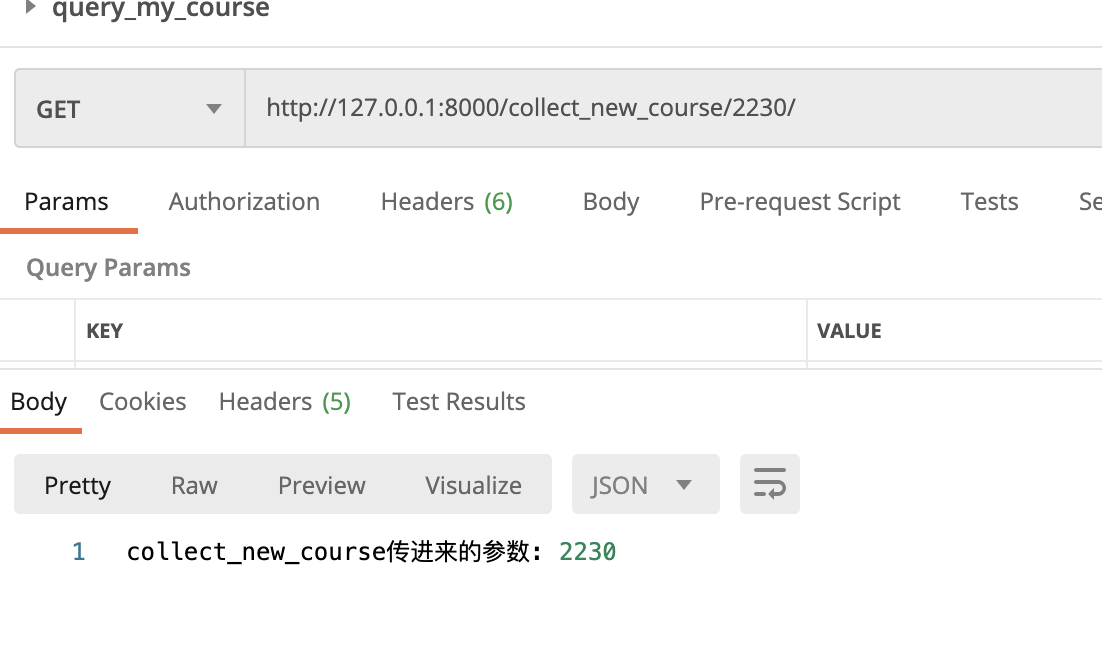 query_my_course
GET http://127.0.0.1:8000/collect_new_course/2230/
Params Authorization Headers (6) Body Pre-request Script Tests Se
Query Params
KEY VALUE
Body Cookies Headers (5) Test Results
Pretty Raw Preview Visualize JSON
1 collect_new_course传进来的参数: 2230